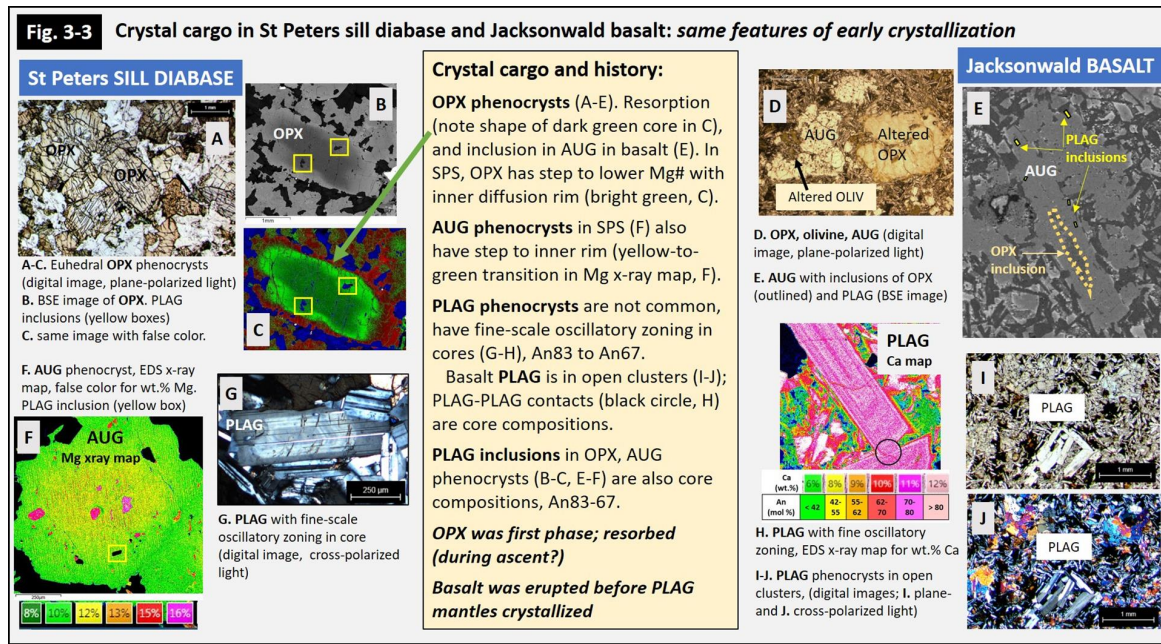 Fig. 3-3
Crystal cargo in St Peters sill diabase and Jacksonwald basalt: same features of early crystallization
St Peters SILL DIABASE
1 mm
OPX
OPX
A
A-C. Euhedral OPX phenocrysts
(digital image, plane-polarized light)
B. BSE image of OPX. PLAG
inclusions (yellow boxes)
C. same image with false color.
B
OPX
1mm
C
F. AUG phenocryst, EDS x-ray
map, false color for wt.% Mg.
PLAG inclusion (yellow box)
F
AUG
Mg xray map
250µm
8%
10%
12%
13%
15%
16%
G
PLAG
250 µm
G. PLAG with fine-scale
oscillatory zoning in core
(digital image, cross-polarized
light)
Crystal cargo and history:
OPX phenocrysts (A-E). Resorption
(note shape of dark green core in C),
and inclusion in AUG in basalt (E). In
SPS, OPX has step to lower Mg# with
inner diffusion rim (bright green, C).
AUG phenocrysts in SPS (F) also
have step to inner rim (yellow-to-
green transition in Mg x-ray map, F).
PLAG phenocrysts are not common,
have fine-scale oscillatory zoning in
cores (G-H), An83 to An67.
Basalt PLAG is in open clusters (I-J);
PLAG-PLAG contacts (black circle, H)
are core compositions.
PLAG inclusions in OPX, AUG
phenocrysts (B-C, E-F) are also core
compositions, An83-67.
OPX was first phase; resorbed
(during ascent?)
Basalt was erupted before PLAG
mantles crystallized
Jacksonwald BASALT
D
AUG
Altered
OPX
Altered OLIV
D. OPX, olivine, AUG (digital
image, plane-polarized light)
E. AUG with inclusions of OPX
(outlined) and PLAG (BSE image)
E
PLAG
inclusions
AUG
OPX
inclusion
PLAG
Ca map
Ca
(wt.%)
6%
8%
9%
10%
11%
12%
An
(mol %)
< 42
42-
55
55-
62
62-
70
70-
80
> 80
H. PLAG with fine oscillatory
zoning, EDS x-ray map for wt.% Ca
I-J. PLAG phenocrysts in open
clusters, (digital images; I. plane-
and J. cross-polarized light)
I
PLAG
1 mm
J
PLAG
1 mm